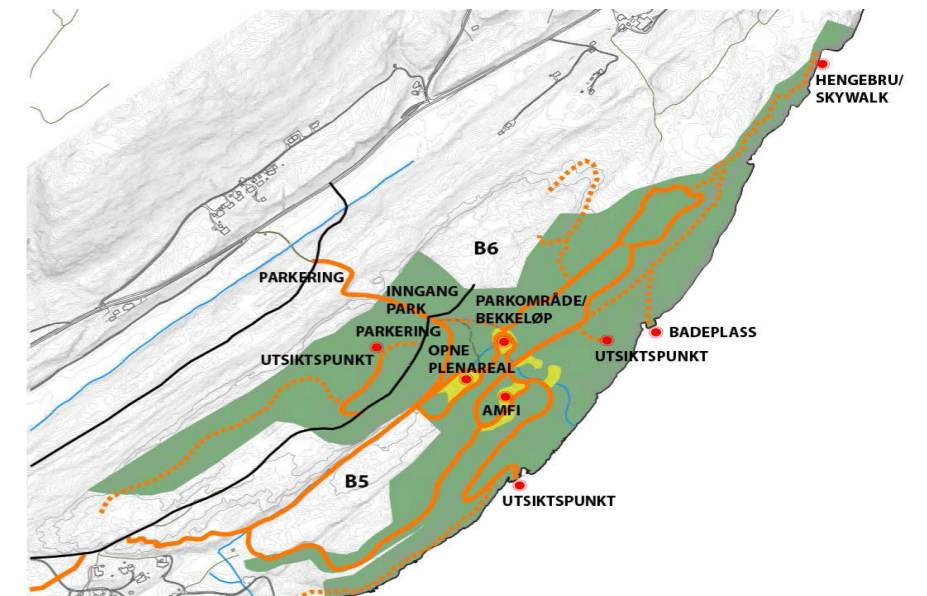 HENGEBRU/
SKYWALK
B6
PARKERING
INNGANG
PARK
PARKOMRÅDE/
BEKKELØP
PARKERING
BADEPLASS
OPNE
PLENAREAL
UTSIKTSPUNKT
UTSIKTSPUNKT
AMFI
B5
UTSIKTSPUNKT